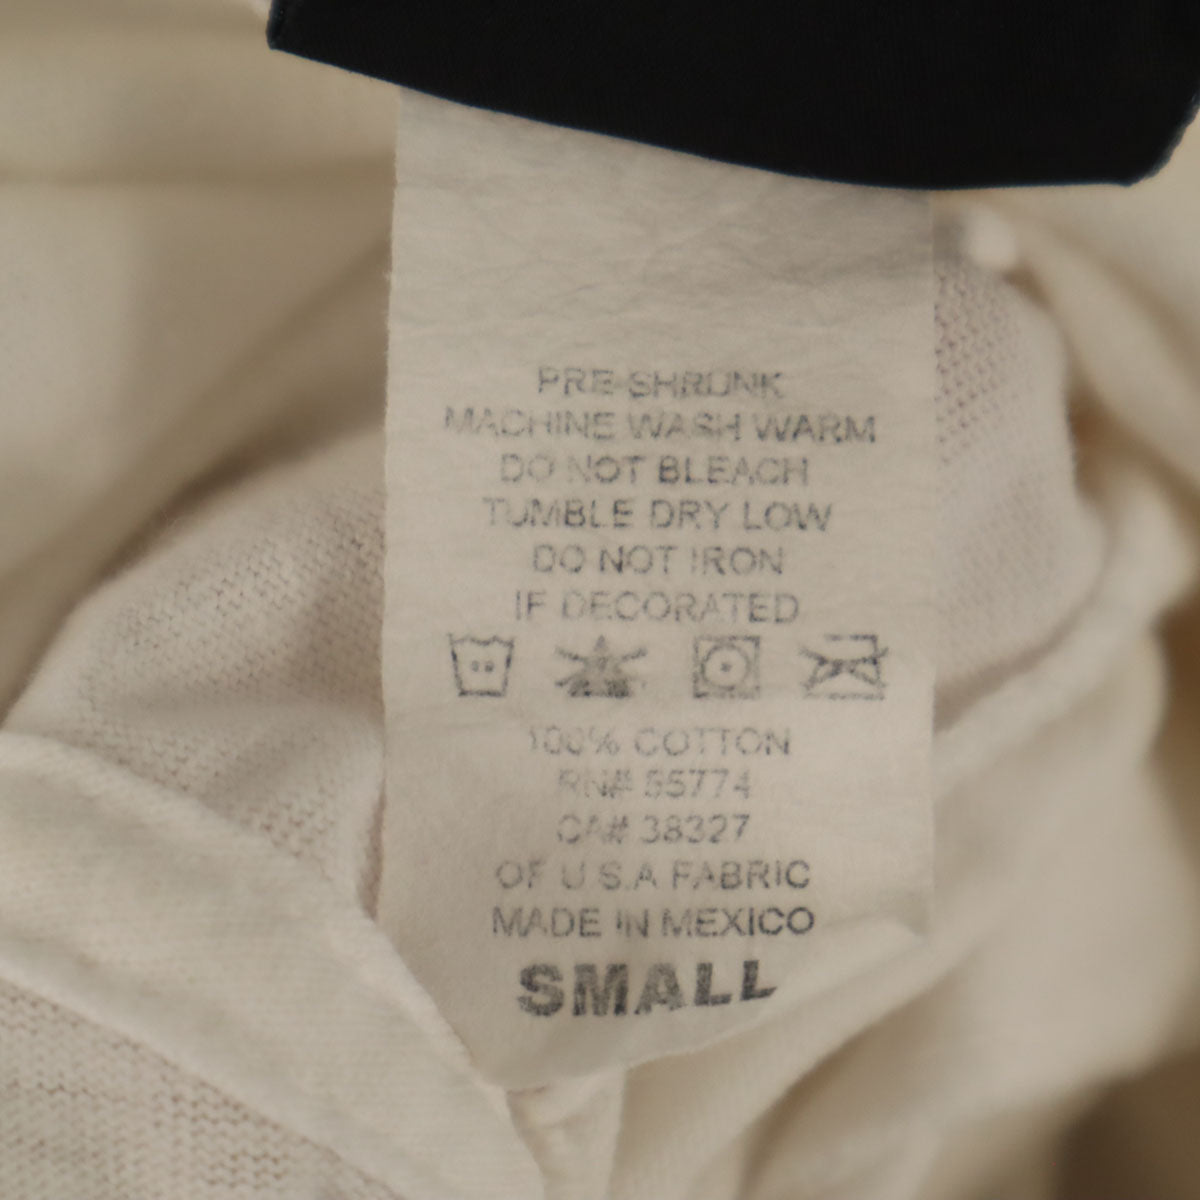 PRE-SHRUNK
MACHINE WASH WARM
DO NOT BLEACH
TUMBLE DRY LOW
DO NOT IRON
IF DECORATED
100% COTTON
RN# 55774
CA# 38327
OF U.S.A FABRIC
MADE IN MEXICO
SMALL